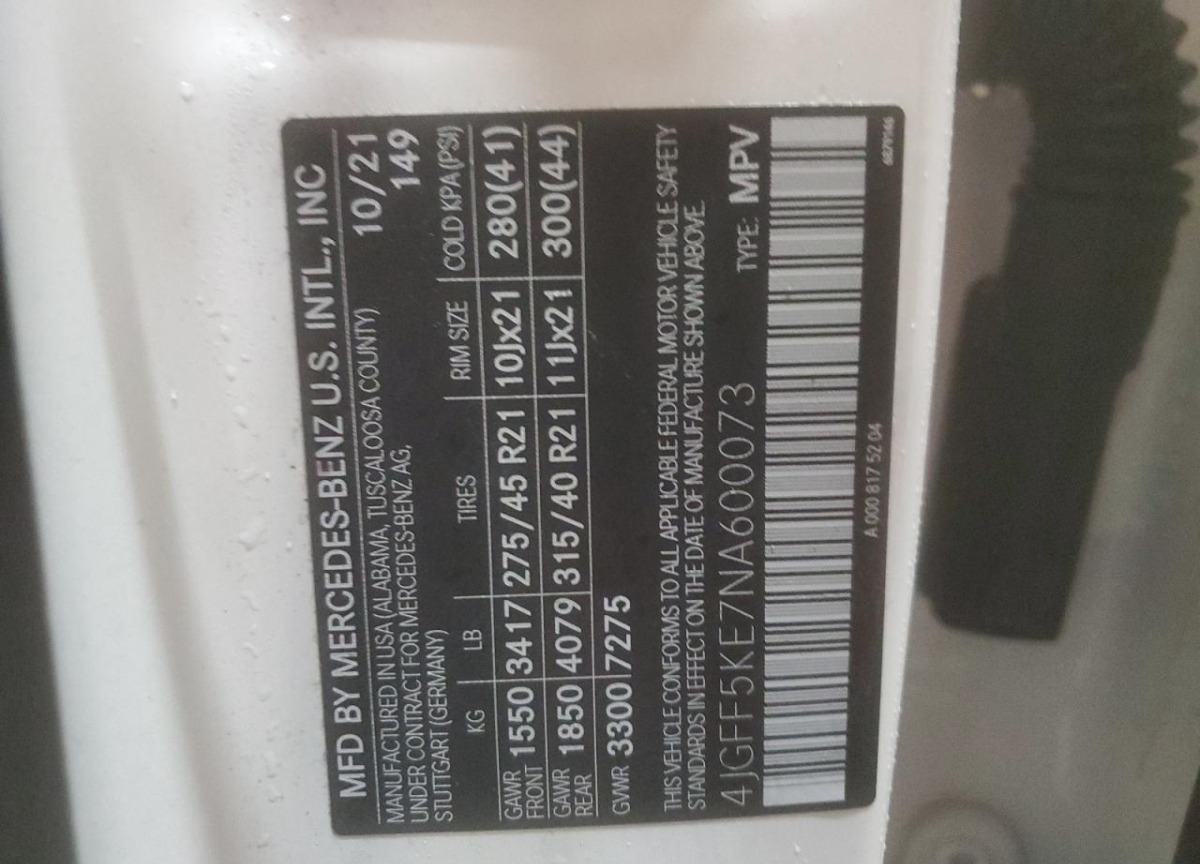 MFD BY MERCEDES-BENZ U.S. INTL., INC
MANUFACTURED IN USA (ALABAMA, TUSCALOOSA COUNTY) 10/21
UNDER CONTRACT FOR MERCEDES-BENZ AG, 149
STUTTGART (GERMANY)
KG LB TIRES RIM SIZE COLD KPA (PSI)
GAWR FRONT 1550 3417 275/45 R21 10Jx21 280(41)
GAWR REAR 1850 4079 315/40 R21 11Jx21 300(44)
GVWR 3300 7275
THIS VEHICLE CONFORMS TO ALL APPLICABLE FEDERAL MOTOR VEHICLE SAFETY
STANDARDS IN EFFECT ON THE DATE OF MANUFACTURE SHOWN ABOVE.
4JGFF5KE7NA600073 TYPE: MPV
A 000 817 52 04